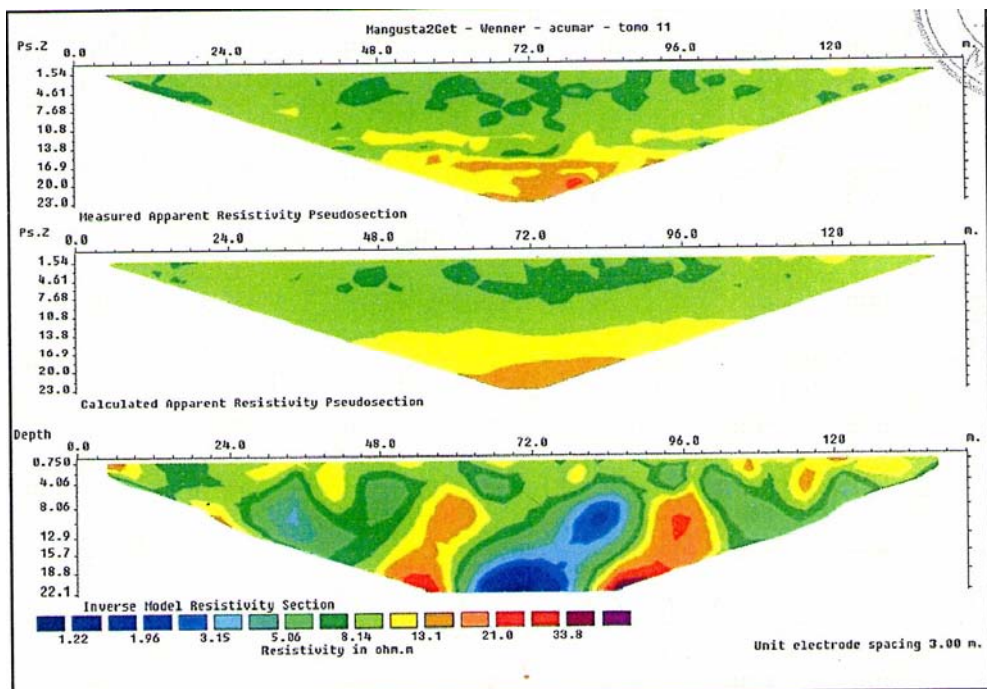 Mangusta2Get - Wenner - acumar - tomo 11
Ps.Z 0.0 24.0 48.0 72.0 96.0 120 m.
1.54
4.61
7.68
10.8
13.8
16.9
20.0
23.0
Measured Apparent Resistivity Pseudosection
Ps.Z 0.0 24.0 48.0 72.0 96.0 120 m.
1.54
4.61
7.68
10.8
13.8
16.9
20.0
23.0
Calculated Apparent Resistivity Pseudosection
Depth 0.0 24.0 48.0 72.0 96.0 120 m.
0.750
4.06
8.06
12.9
15.7
18.8
22.1
Inverse Model Resistivity Section
1.22 1.96 3.15 5.06 8.14 13.1 21.0 33.8
Resistivity in ohm.m
Unit electrode spacing 3.00 m.